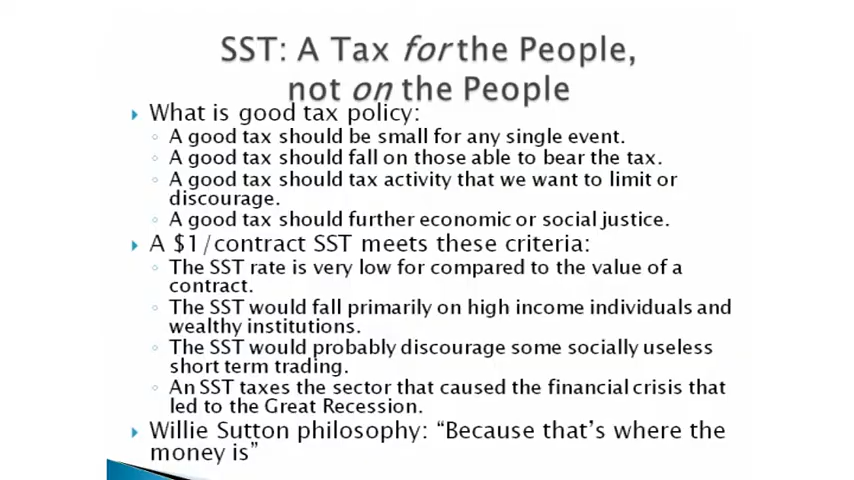 SST: A Tax for the People,
not on the People
What is good tax policy:
A good tax should be small for any single event.
A good tax should fall on those able to bear the tax.
A good tax should tax activity that we want to limit or
discourage.
A good tax should further economic or social justice.
A $1/contract SST meets these criteria:
The SST rate is very low for compared to the value of a
contract.
The SST would fall primarily on high income individuals and
wealthy institutions.
The SST would probably discourage some socially useless
short term trading.
An SST taxes the sector that caused the financial crisis that
led to the Great Recession.
Willie Sutton philosophy: “Because that’s where the
money is”